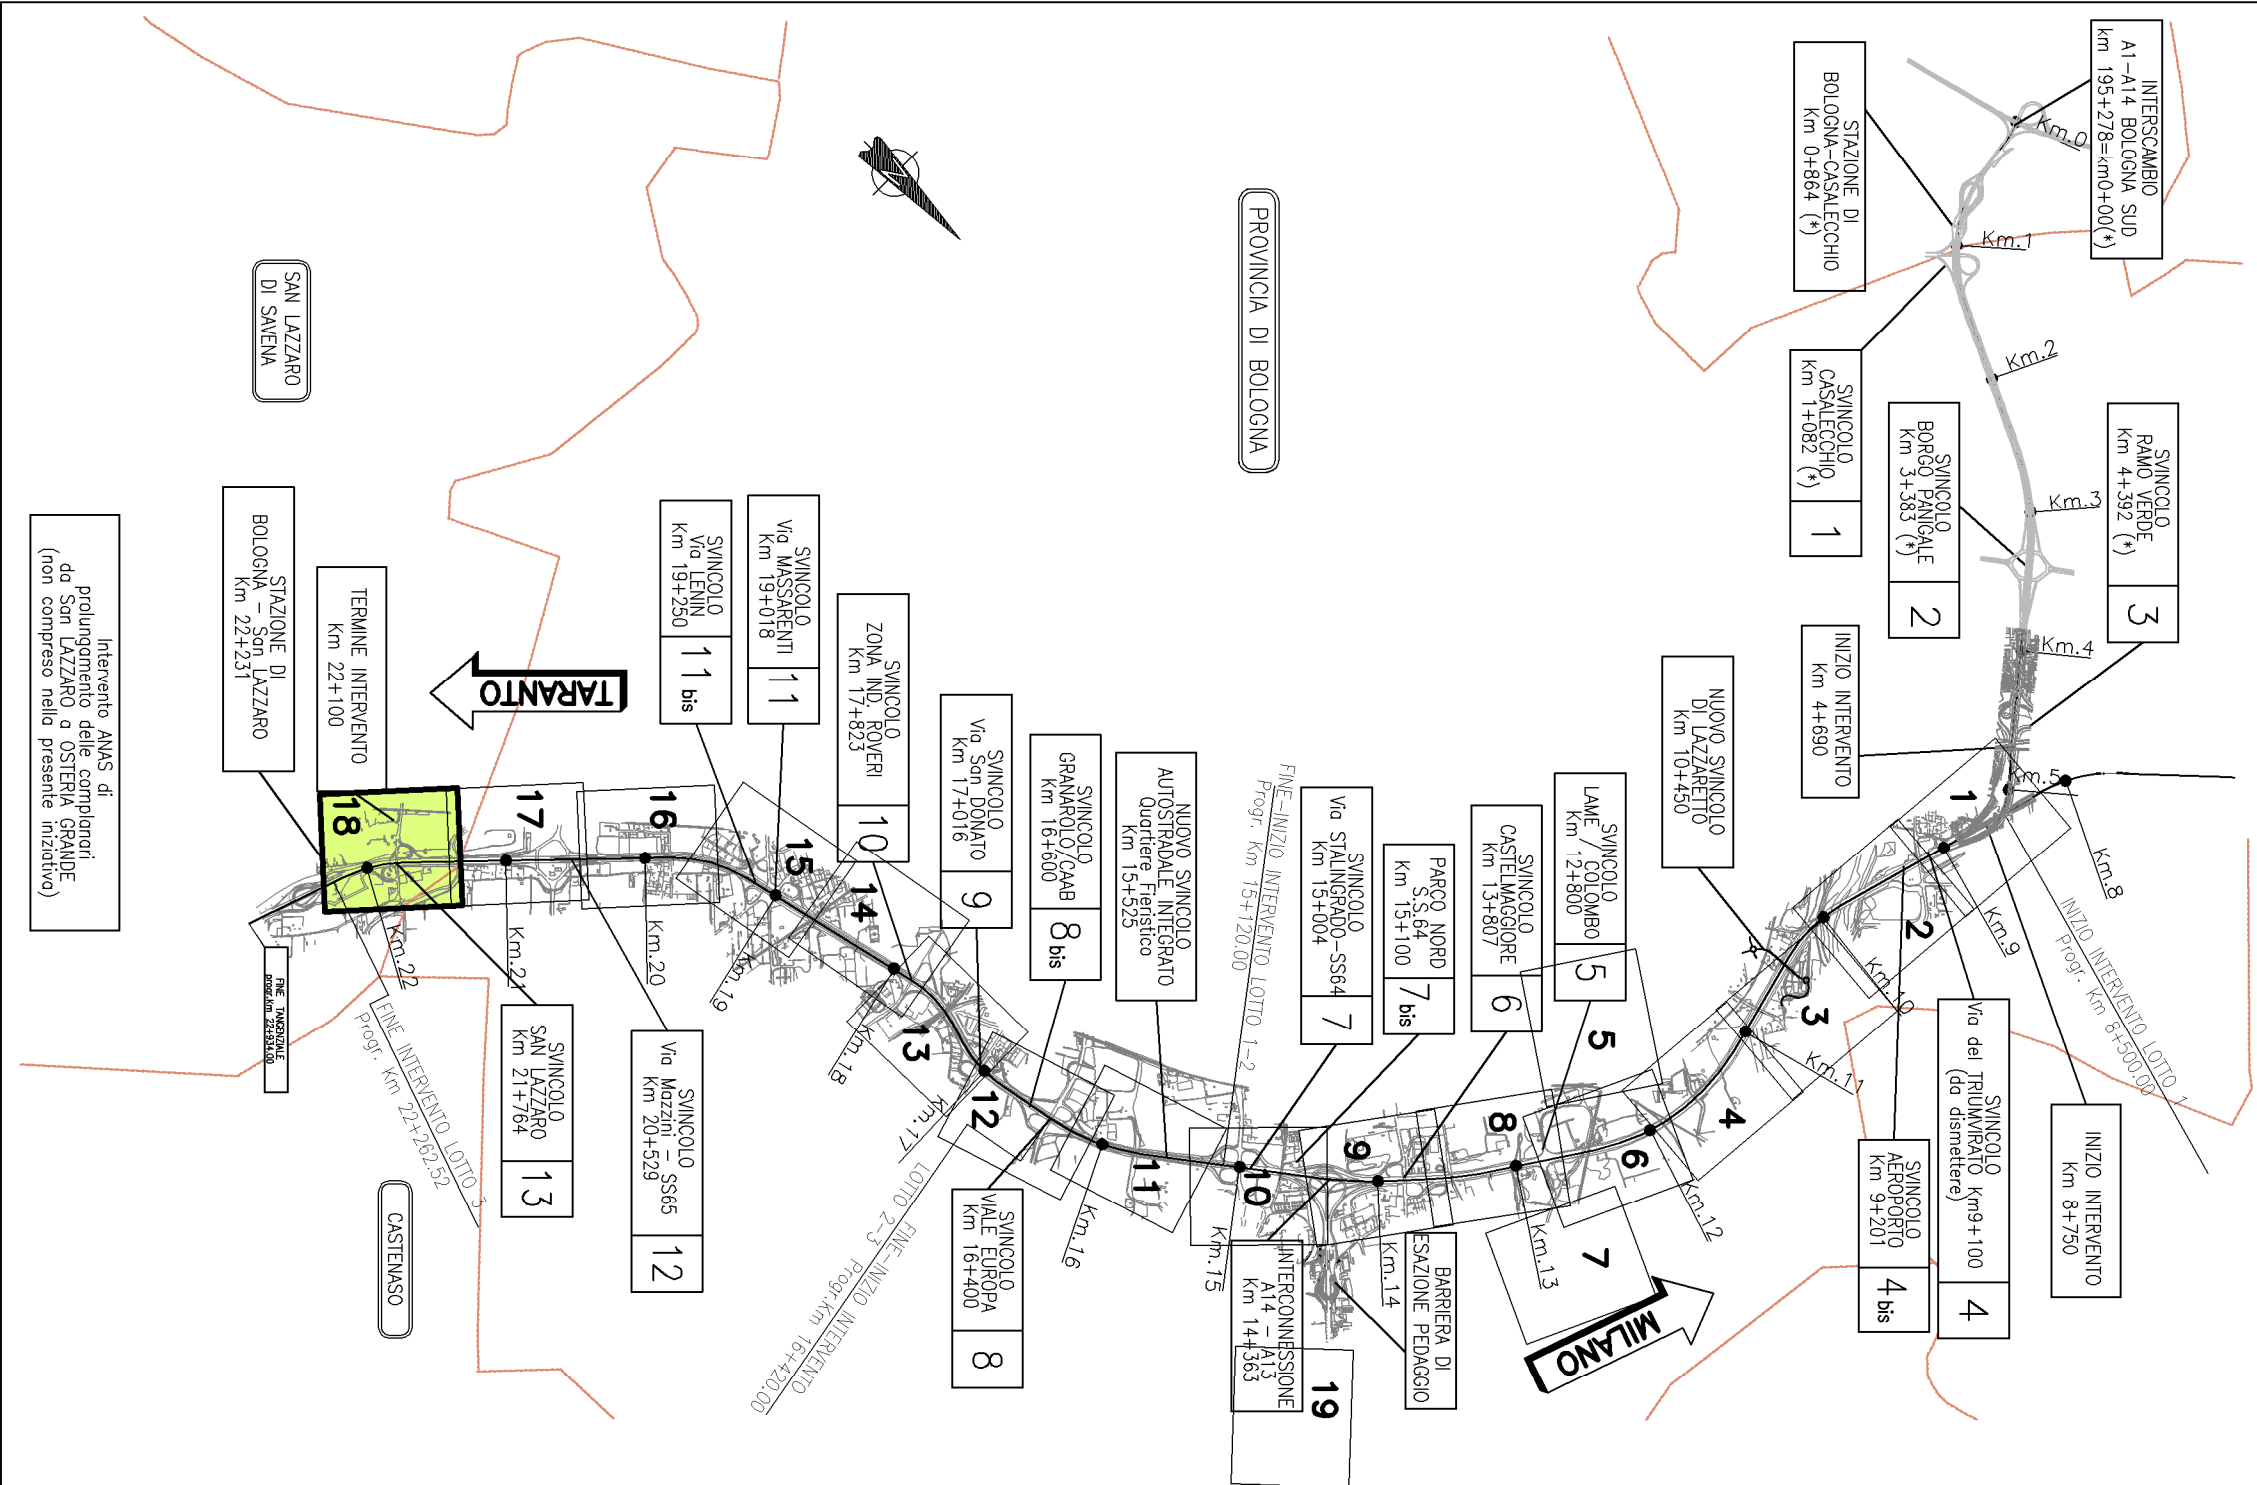 INTERSCAMBIO
A1-A14 BOLOGNA SUD
km 195+278=km0+00(*)
STAZIONE DI
BOLOGNA-CASALECCHIO
Km 0+864 (*)
SVINCOLO
CASALECCHIO
Km 1+082 (*)
1
SVINCOLO
BORGO PANIGALE
Km 3+383 (*)
2
SVINCLO
RAMO VERDE
Km 4+392 (*)
3
INIZIO INTERVENTO
Km 4+690
NUOVO SVINCOLO
DI LAZZARETTO
Km 10+450
PROVINCIA DI BOLOGNA
SAN LAZZARO
DI SAVENA
CASTENASO
SVINCOLO
LAME / COLOMBO
Km 12+800
5
SVINCOLO
CASTELMAGGIORE
Km 13+807
6
PARCO NORD
S.S.64
Km 15+100
7 bis
SVINCOLO
Via STALINGRADO-SS64
Km 15+004
7
FINE-INIZIO INTERVENTO LOTTO 1-2
Progr. Km 15+120.00
NUOVO SVINCOLO
AUTOSTRADALE INTEGRATO
Quartiere Fieristico
Km 15+525
SVINCOLO
GRANAROLO/CAAB
Km 16+600
8 bis
SVINCOLO
Via San DONATO
Km 17+016
9
SVINCOLO
ZONA IND. ROVERI
Km 17+823
10
SVINCOLO
Via MASSARENTI
Km 19+018
11
SVINCOLO
Via LENIN
Km 19+250
11 bis
TARANTO
TERMINE INTERVENTO
Km 22+100
STAZIONE DI
BOLOGNA - San LAZZARO
Km 22+231
Intervento ANAS di
prolungamento delle complanari
da San LAZZARO a OSTERIA GRANDE
(non compreso nella presente iniziativa)
FINE TANGENZIALE
progr.Km 22+934.00
FINE INTERVENTO LOTTO 3
Progr. Km 22+262.52
SVINCOLO
SAN LAZZARO
Km 21+764
13
SVINCOLO
Via Mazzini - SS65
Km 20+529
12
FINE-INIZIO INTERVENTO
LOTTO 2-3 Progr.Km 16+420.00
SVINCOLO
VIALE EUROPA
Km 16+400
8
INTERCONNESSIONE
A14 - A13
Km 14+363
BARRIERA DI
ESAZIONE PEDAGGIO
MILANO
SVINCOLO
AEROPORTO
Km 9+201
4 bis
SVINCOLO
Via del TRIUMVIRATO Km9+100
(da dismettere)
4
INIZIO INTERVENTO
Km 8+750
INIZIO INTERVENTO LOTTO 1
Progr. Km 8+500.00
Km.0
Km.1
Km.2
Km.3
Km.4
Km.5
Km.8
Km.9
Km.10
Km.11
Km.12
Km.13
Km.14
Km.15
Km.16
Km.17
Km.18
Km.19
Km.20
Km.21
Km.22
1
2
3
4
5
6
7
8
9
10
11
12
13
14
15
16
17
18
19